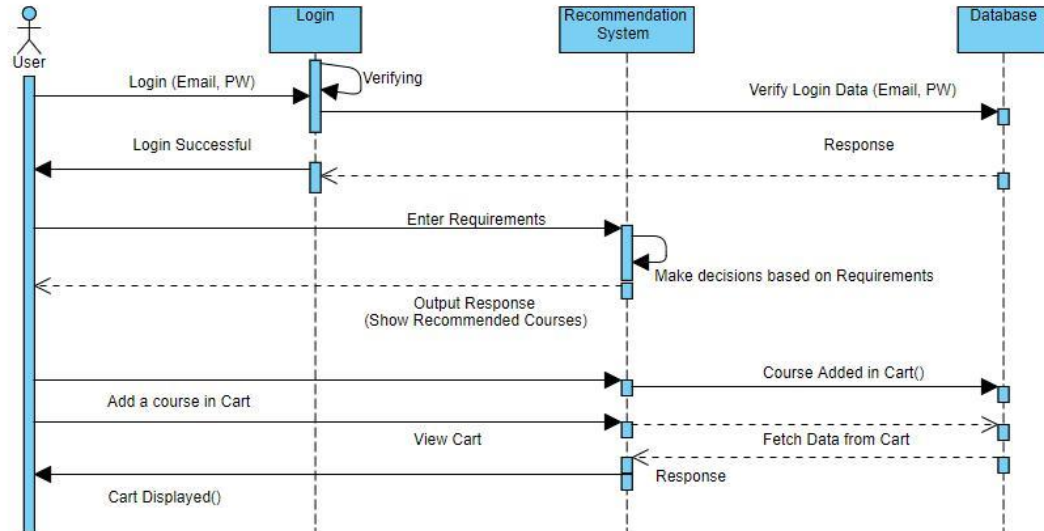 Login
Recommendation
System
Database
User
Login (Email, PW)
Verifying
Verify Login Data (Email, PW)
Login Successful
Response
Enter Requirements
Make decisions based on Requirements
Output Response
(Show Recommended Courses)
Course Added in Cart()
Add a course in Cart
View Cart
Fetch Data from Cart
Response
Cart Displayed()